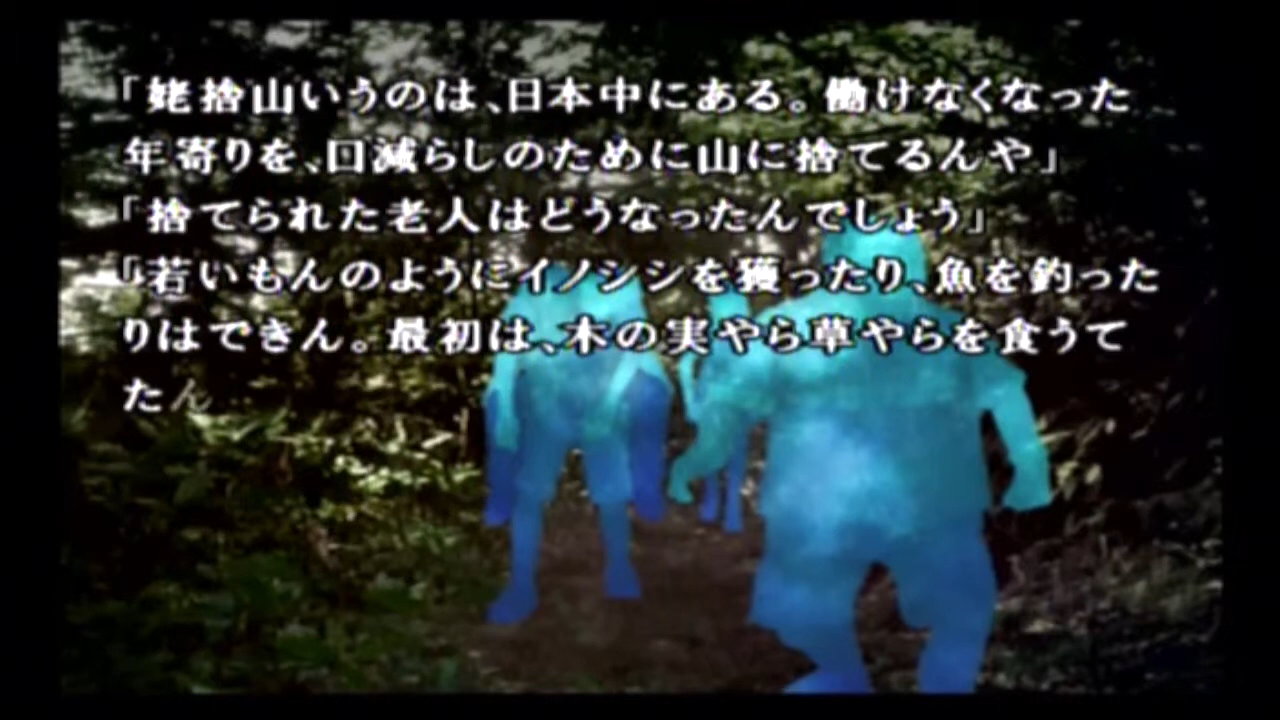 「姥捨山いうのは、日本中にある。働けなくなった
年寄りを、口減らしのために山に捨てるんや」
「捨てられた老人はどうなったんでしょう」
「若いもんのようにイノシシを獲ったり、魚を釣った
りはできん。最初は、木の実やら草やらを食うて
たん